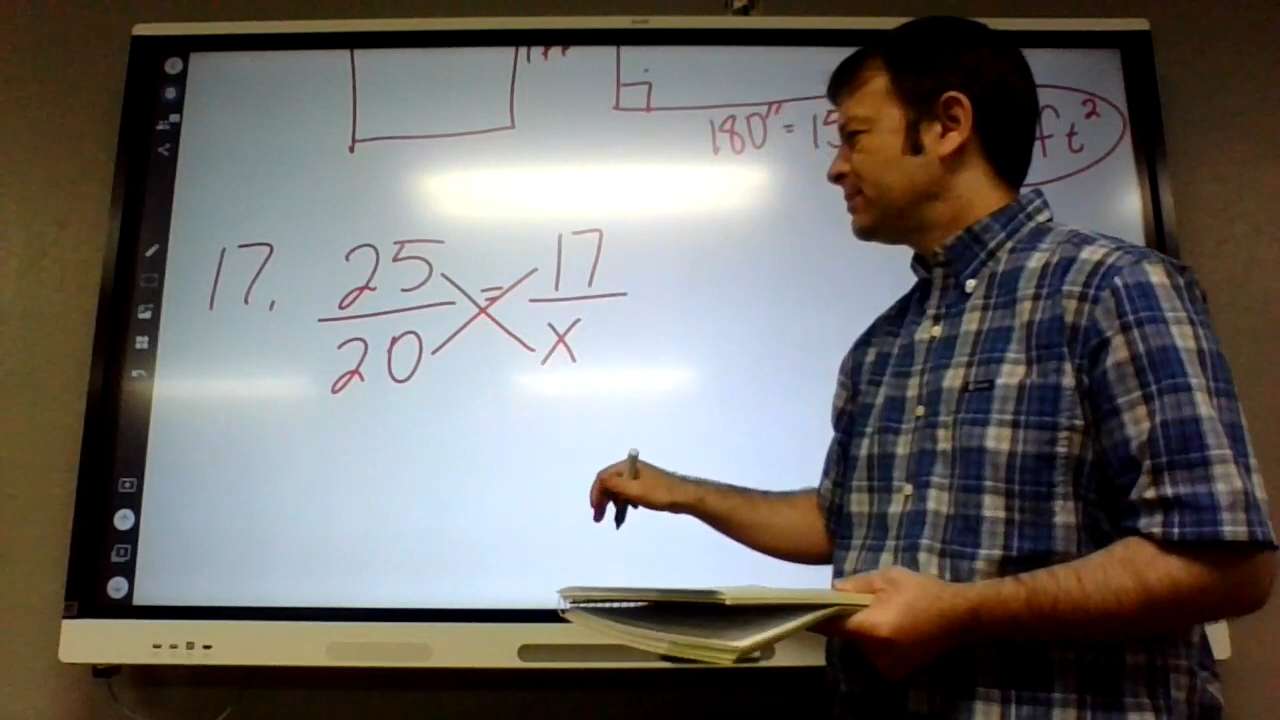 180" = 15
ft²
17. 25/20 = 17/x